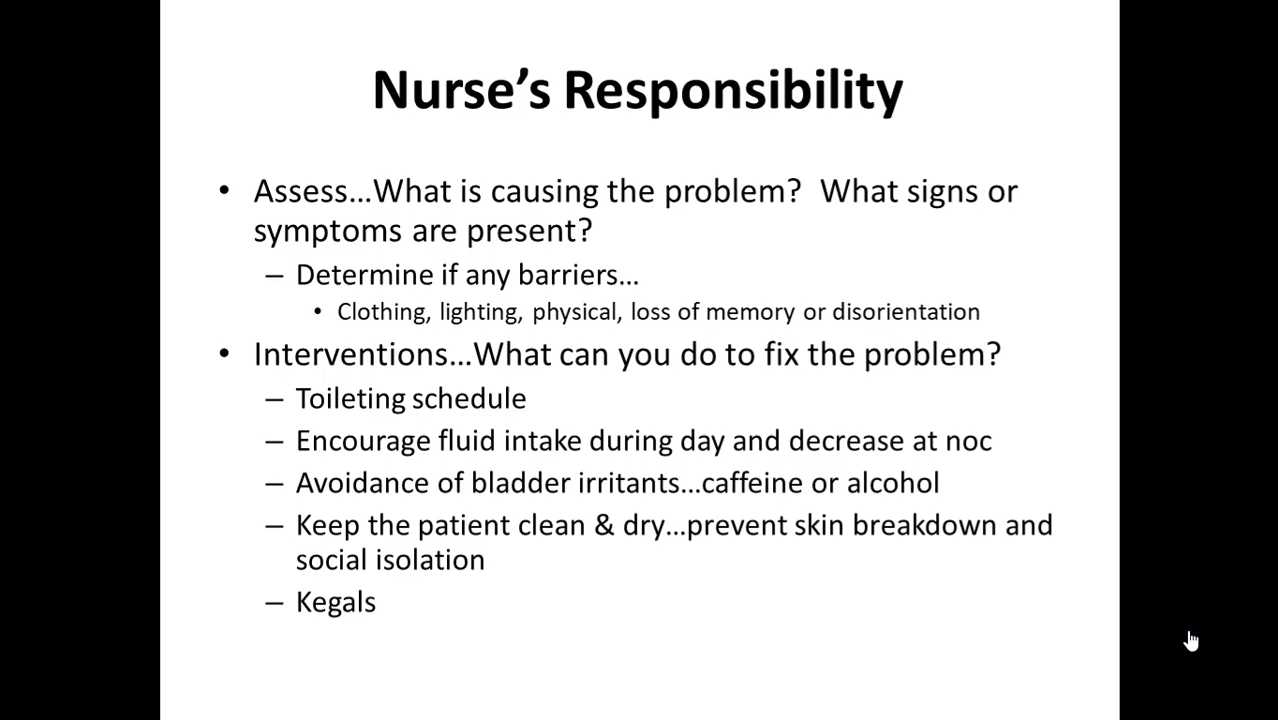 Nurse’s Responsibility
• Assess...What is causing the problem?  What signs or
symptoms are present?
– Determine if any barriers...
• Clothing, lighting, physical, loss of memory or disorientation
• Interventions...What can you do to fix the problem?
– Toileting schedule
– Encourage fluid intake during day and decrease at noc
– Avoidance of bladder irritants...caffeine or alcohol
– Keep the patient clean & dry...prevent skin breakdown and
social isolation
– Kegals